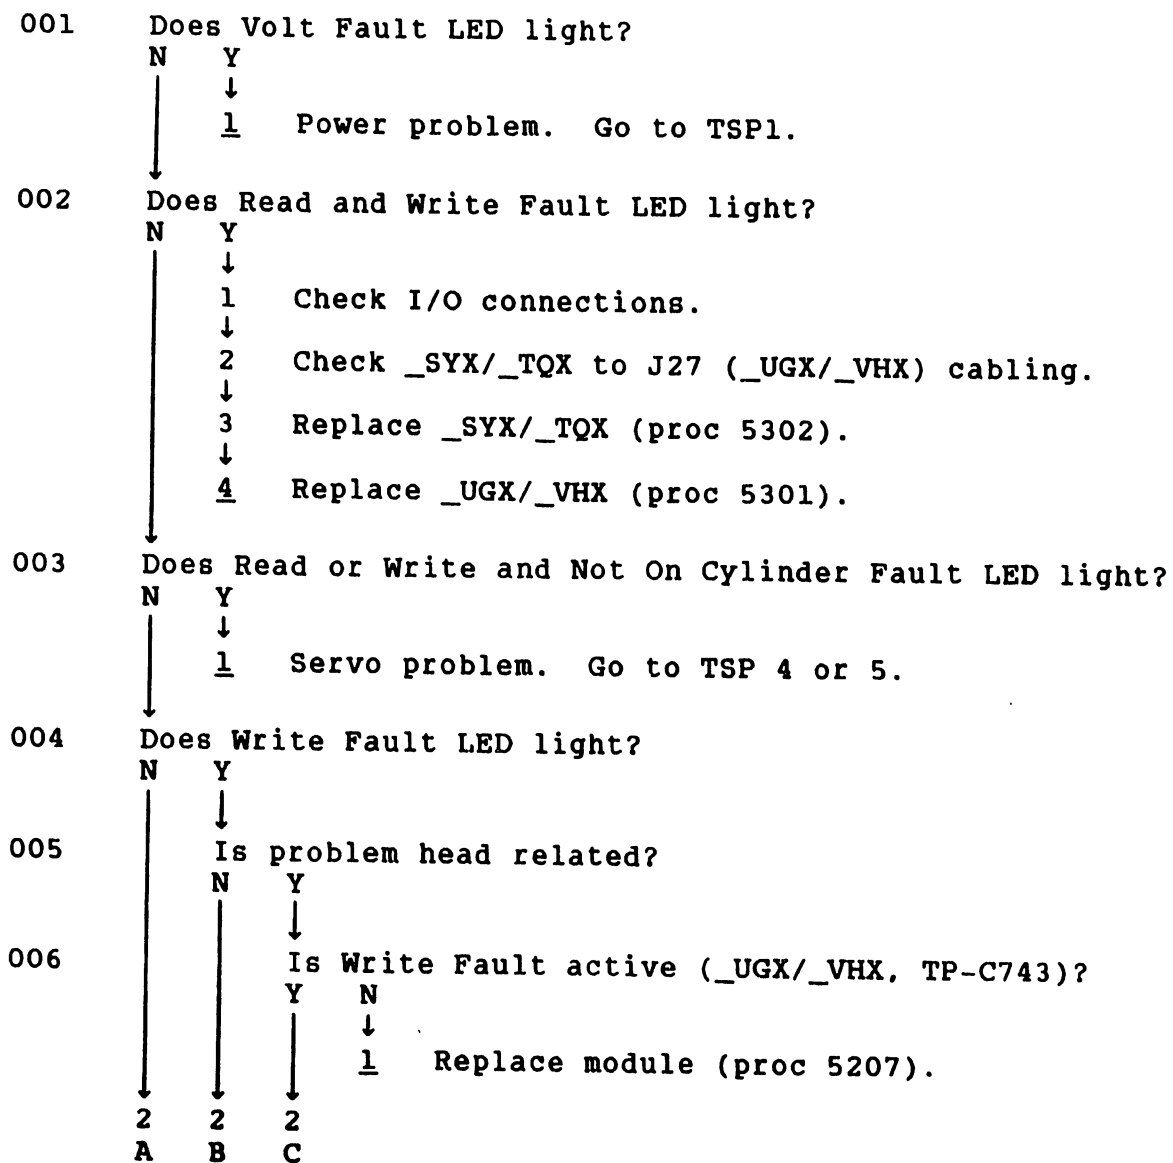 001 Does Volt Fault LED light?
N Y
↓
1 Power problem. Go to TSP1.
002 Does Read and Write Fault LED light?
N Y
↓
1 Check I/O connections.
↓
2 Check _SYX/_TQX to J27 (_UGX/_VHX) cabling.
↓
3 Replace _SYX/_TQX (proc 5302).
↓
4 Replace _UGX/_VHX (proc 5301).
003 Does Read or Write and Not On Cylinder Fault LED light?
N Y
↓
1 Servo problem. Go to TSP 4 or 5.
004 Does Write Fault LED light?
N Y
005 Is problem head related?
N Y
006 Is Write Fault active (_UGX/_VHX, TP-C743)?
Y N
↓
1 Replace module (proc 5207).
2 2 2
A B C